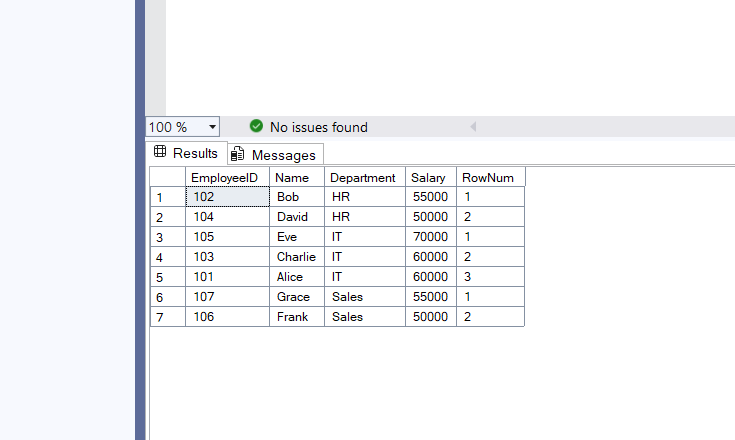 100 % No issues found
Results Messages
EmployeeID Name Department Salary RowNum
1 102 Bob HR 55000 1
2 104 David HR 50000 2
3 105 Eve IT 70000 1
4 103 Charlie IT 60000 2
5 101 Alice IT 60000 3
6 107 Grace Sales 55000 1
7 106 Frank Sales 50000 2